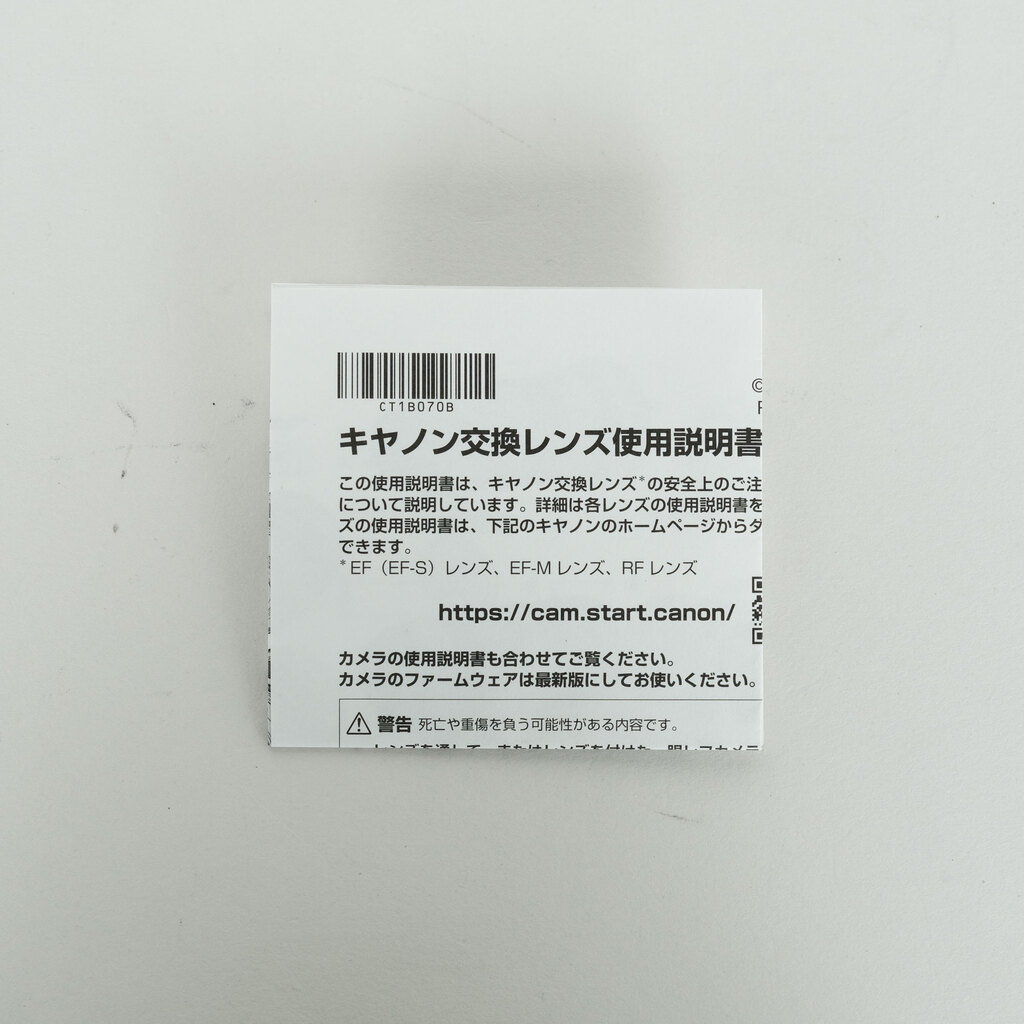 CT1B070B
©
キヤノン交換レンズ使用説明書
この使用説明書は、キヤノン交換レンズ*の安全上のご注
について説明しています。詳細は各レンズの使用説明書を
ズの使用説明書は、下記のキヤノンのホームページからダ
できます。
*EF（EF-S）レンズ、EF-M レンズ、RF レンズ
https://cam.start.canon/
カメラの使用説明書も合わせてご覧ください。
カメラのファームウェアは最新版にしてお使いください。
警告 死亡や重傷を負う可能性がある内容です。